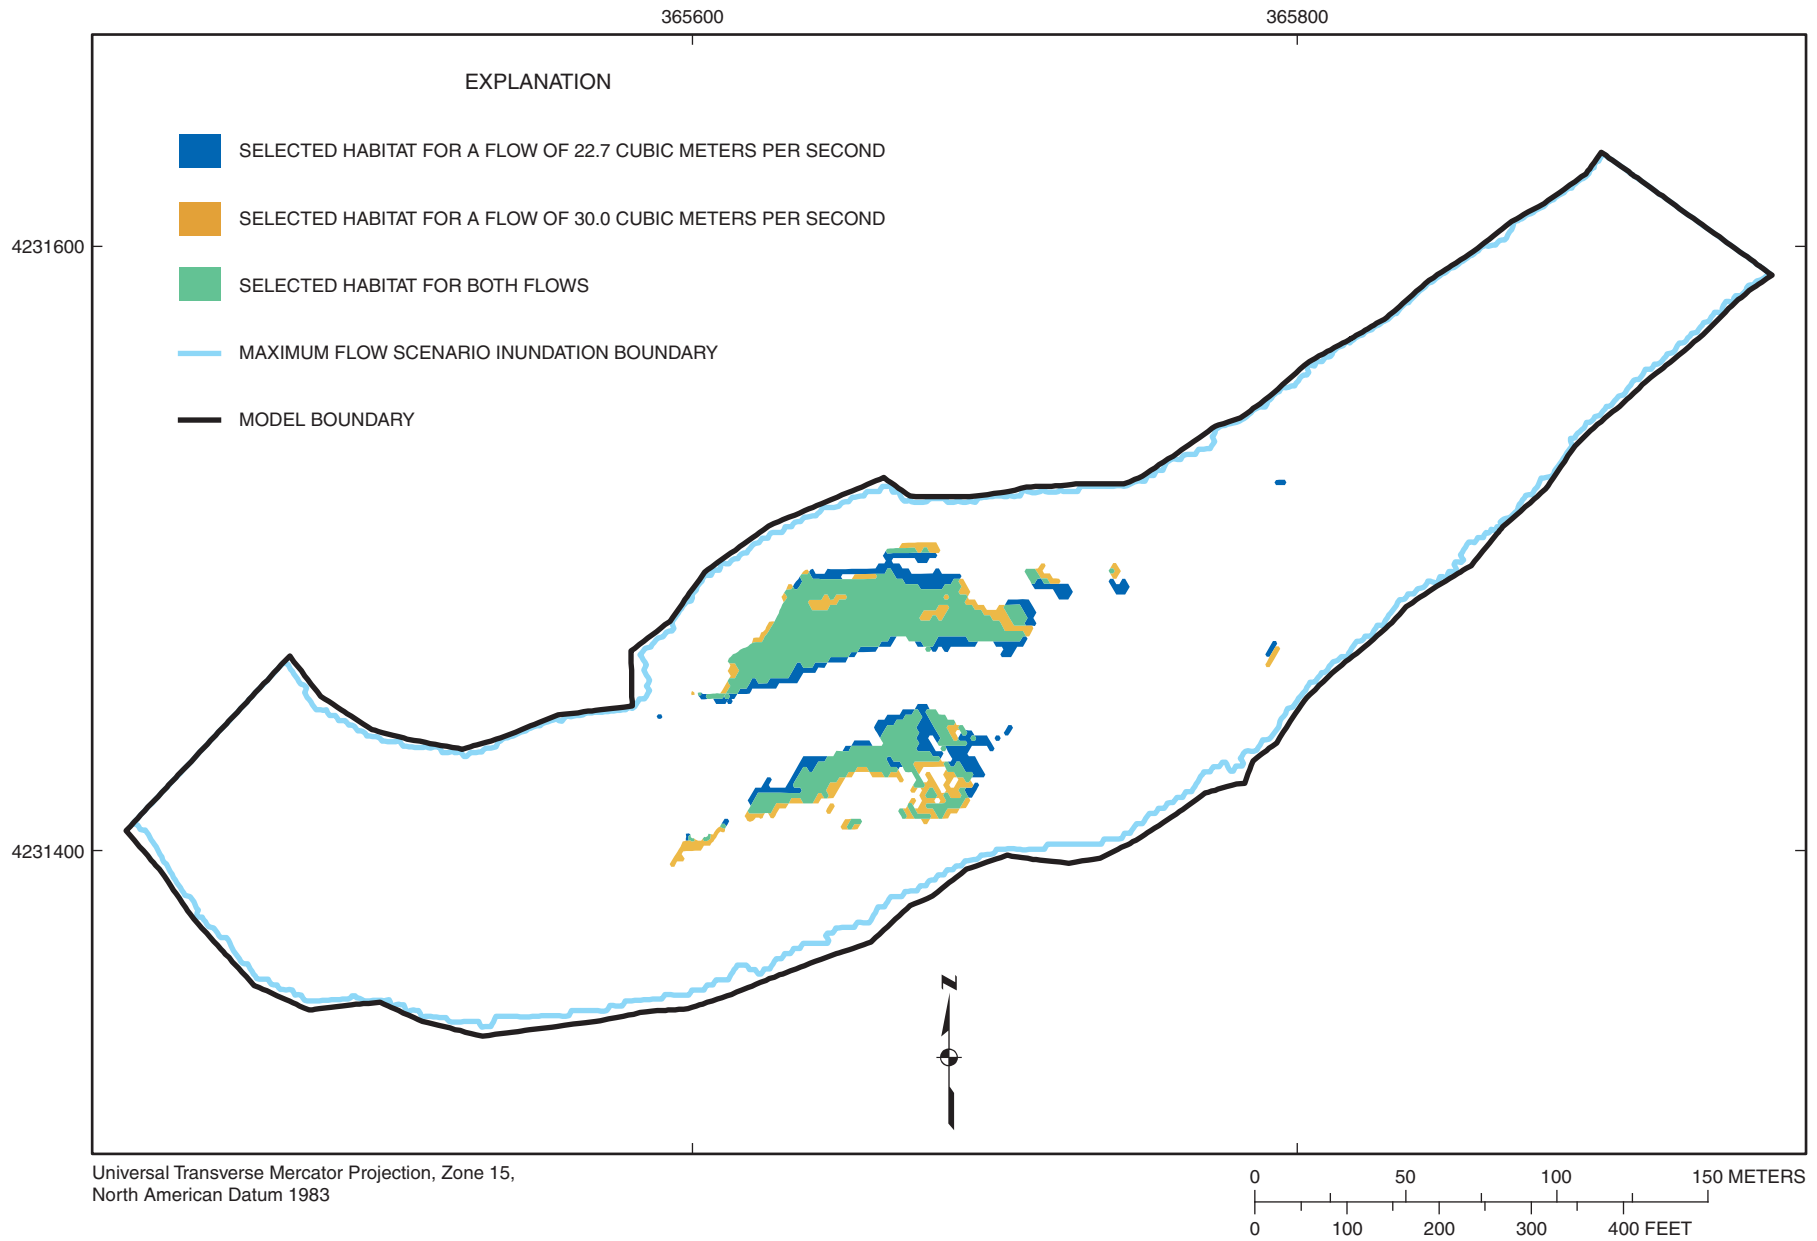 365600
365800
EXPLANATION
SELECTED HABITAT FOR A FLOW OF 22.7 CUBIC METERS PER SECOND
SELECTED HABITAT FOR A FLOW OF 30.0 CUBIC METERS PER SECOND
4231600
SELECTED HABITAT FOR BOTH FLOWS
MAXIMUM FLOW SCENARIO INUNDATION BOUNDARY
MODEL BOUNDARY
4231400
N
Universal Transverse Mercator Projection, Zone 15,
North American Datum 1983
0 50 100 150 METERS
0 100 200 300 400 FEET